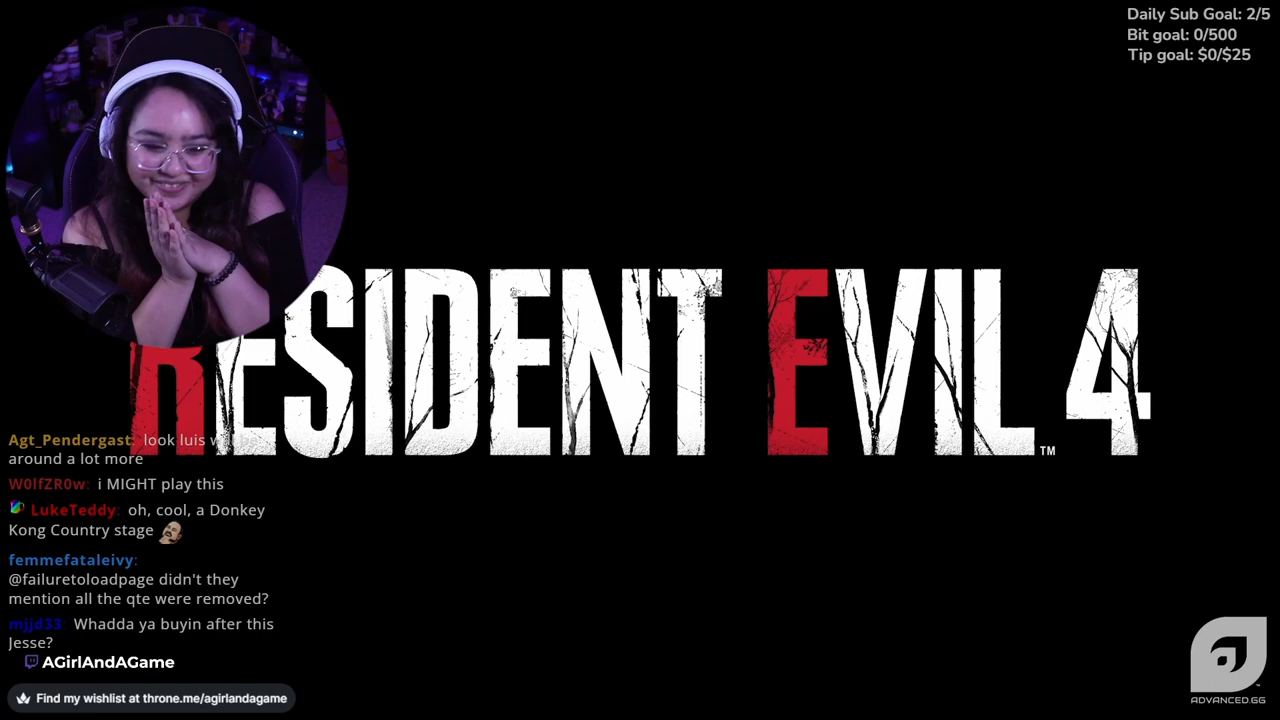 Daily Sub Goal: 2/5
Bit goal: 0/500
Tip goal: $0/$25
RESIDENT EVIL 4
TM
Agt_Pendergast: look luis
around a lot more
W0lfZR0w: i MIGHT play this
LukeTeddy: oh, cool, a Donkey
Kong Country stage
femmefataleivy:
@failuretoloadpage didn't they
mention all the qte were removed?
mjjd33: Whadda ya buyin after this
Jesse?
AGirlAndAGame
Find my wishlist at throne.me/agirlandagame
ADVANCED.GG